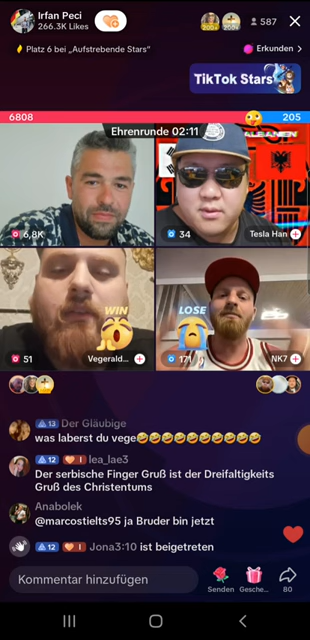 Irfan Peci
266.3K Likes
587
Platz 6 bei „Aufstrebende Stars“
Erkunden >
TikTok Stars
6808
205
Ehrenrunde 02:11
6,8K
34
Tesla Han
WIN
LOSE
51
Vegerald...
171
NK7
13 Der Gläubige
was laberst du vege🤣🤣🤣🤣🤣🤣🤣🤣🤣🤣
12 I lea_lae3
Der serbische Finger Gruß ist der Dreifaltigkeits
Gruß des Christentums
Anabolek
@marcostielts95 ja Bruder bin jetzt
12 I Jona3:10 ist beigetreten
Kommentar hinzufügen
Senden
Gesche...
80